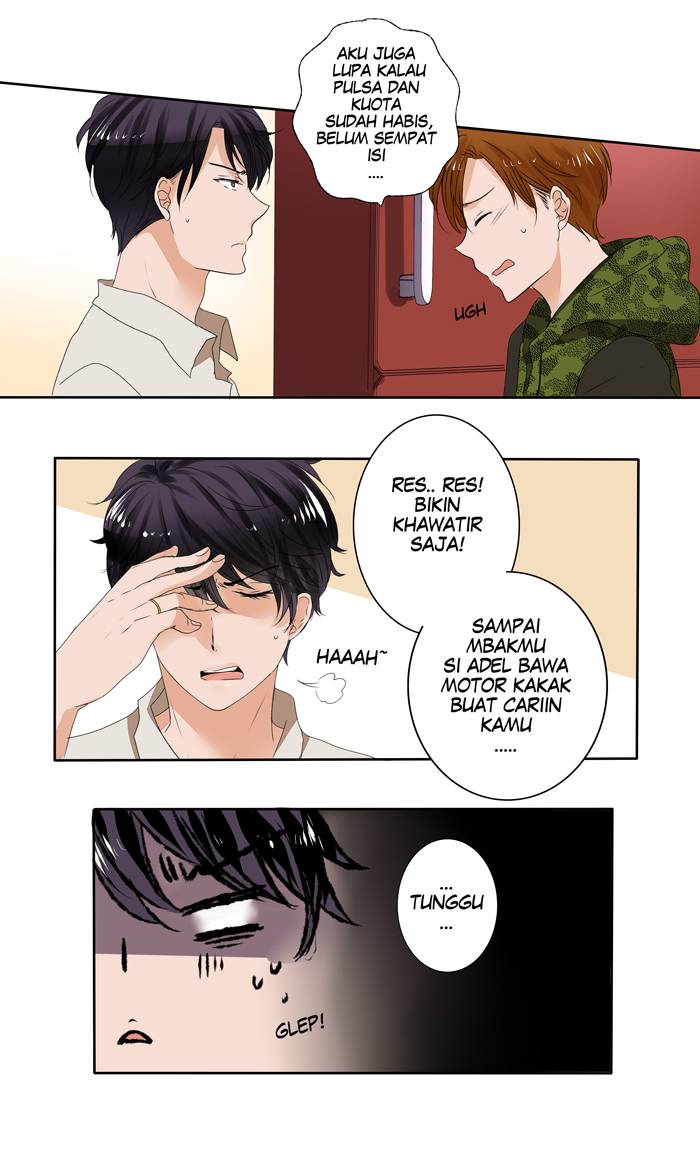 AKU JUGA
LUPA KALAU
PULSA DAN
KUOTA
SUDAH HABIS,
BELUM SEMPAT
ISI
....
UGH
RES.. RES!
BIKIN
KHAWATIR
SAJA!
HAAAH~
SAMPAI
MBAKMU
SI ADEL BAWA
MOTOR KAKAK
BUAT CARIIN
KAMU
.....
...
TUNGGU
...
GLEP!